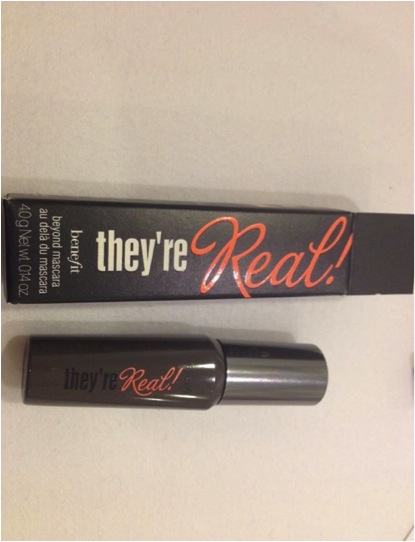 they're Real!
benefit
beyond mascara
au delà du mascara
4.0 g Net wt. 0.14 oz.
they're Real!